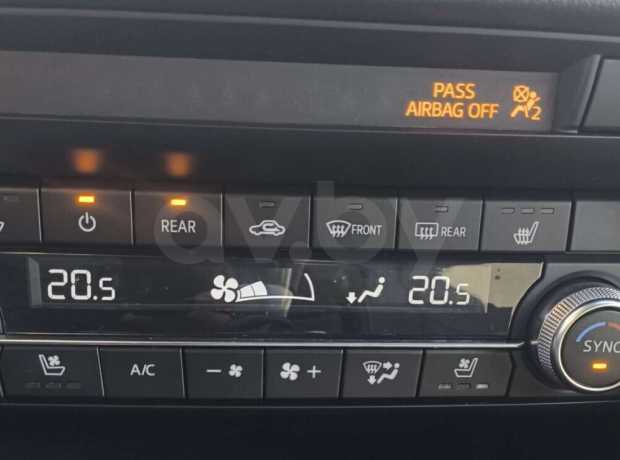 PASS
AIRBAG OFF 2
REAR
FRONT
REAR
av.by
20.5
20.5
A/C
- +
SYNC